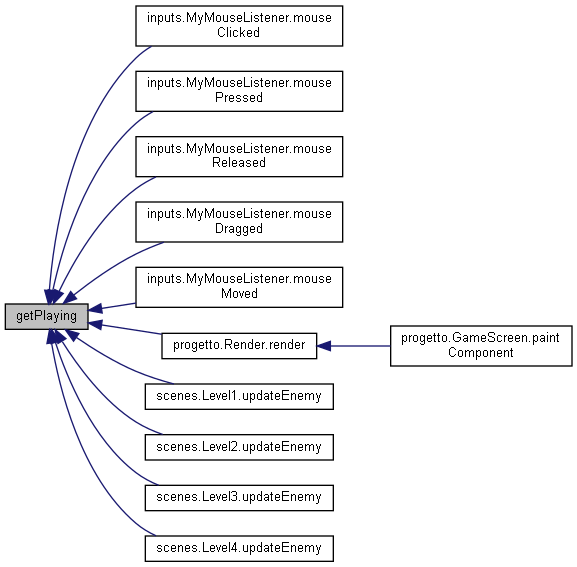 inputs.MyMouseListener.mouse
Clicked
inputs.MyMouseListener.mouse
Pressed
inputs.MyMouseListener.mouse
Released
inputs.MyMouseListener.mouse
Dragged
inputs.MyMouseListener.mouse
Moved
getPlaying
progetto.Render.render
progetto.GameScreen.paint
Component
scenes.Level1.updateEnemy
scenes.Level2.updateEnemy
scenes.Level3.updateEnemy
scenes.Level4.updateEnemy